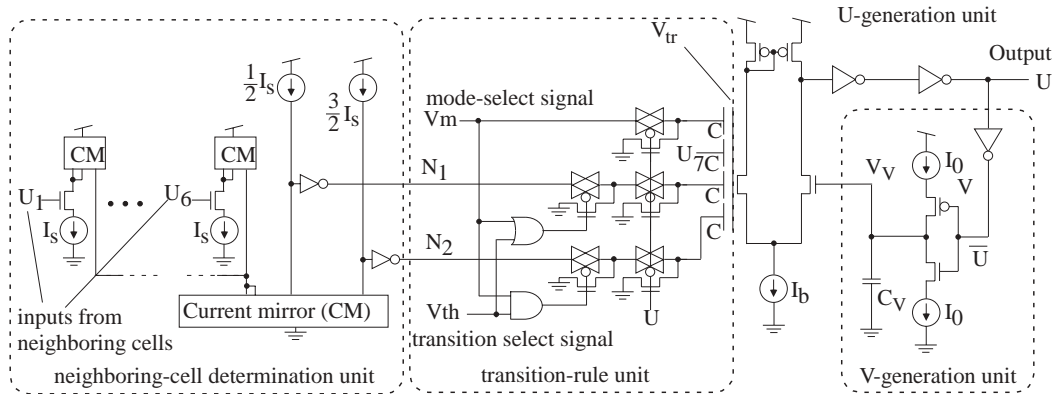 U-generation unit
Output
U
V_tr
1/2 I_s
3/2 I_s
mode-select signal
Vm
C
CM
CM
U 7C
V_V
I_0
V
N_1
C
U_1
• • •
U_6
I_s
I_s
C
U̅
N_2
I_b
C_V
I_0
inputs from
neighboring cells
Current mirror (CM)
Vth
U
transition select signal
neighboring-cell determination unit
transition-rule unit
V-generation unit